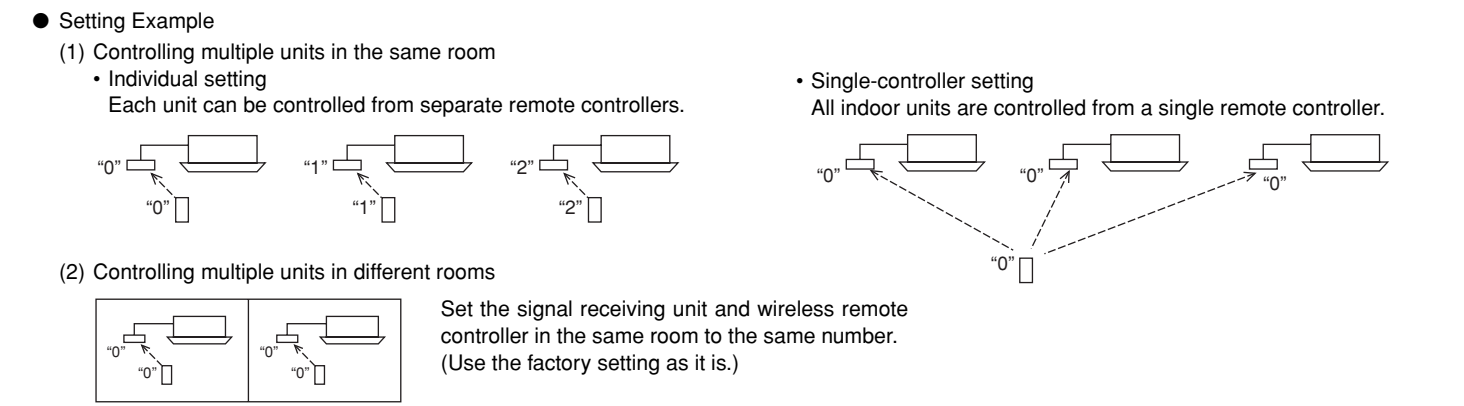 ● Setting Example
(1) Controlling multiple units in the same room
• Individual setting
Each unit can be controlled from separate remote controllers.
“0” “1” “2”
“0” “1” “2”
• Single-controller setting
All indoor units are controlled from a single remote controller.
“0” “0” “0”
“0”
(2) Controlling multiple units in different rooms
“0” “0”
“0” “0”
Set the signal receiving unit and wireless remote
controller in the same room to the same number.
(Use the factory setting as it is.)